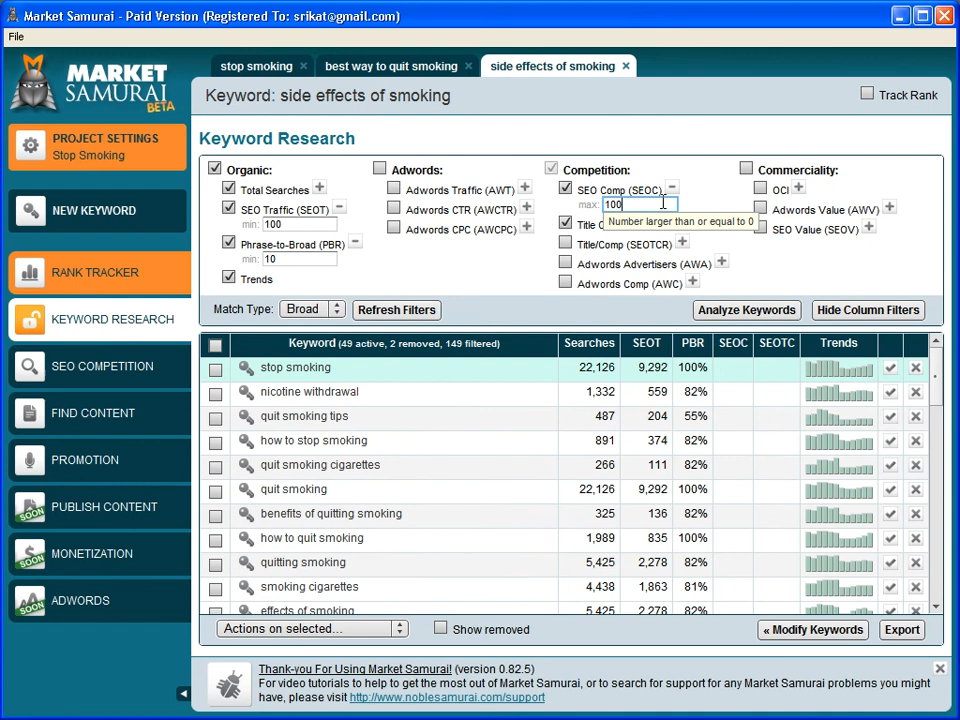 Market Samurai - Paid Version (Registered To: srikat@gmail.com)
File
MARKET SAMURAI BETA
stop smoking
best way to quit smoking
side effects of smoking
Keyword: side effects of smoking
Track Rank
PROJECT SETTINGS
Stop Smoking
NEW KEYWORD
RANK TRACKER
KEYWORD RESEARCH
SEO COMPETITION
FIND CONTENT
PROMOTION
SOON PUBLISH CONTENT
SOON MONETIZATION
SOON ADWORDS
Keyword Research
Organic:
Total Searches
SEO Traffic (SEOT)
min: 100
Phrase-to-Broad (PBR)
min: 10
Trends
Adwords:
Adwords Traffic (AWT)
Adwords CTR (AWCTR)
Adwords CPC (AWCPC)
Competition:
SEO Comp (SEOC)
max: 100
Number larger than or equal to 0
Title C
Title/Comp (SEOTCR)
Adwords Advertisers (AWA)
Adwords Comp (AWC)
Commerciality:
OCI
Adwords Value (AWV)
SEO Value (SEOV)
Match Type: Broad Refresh Filters Analyze Keywords Hide Column Filters
Keyword (49 active, 2 removed, 149 filtered) Searches SEOT PBR SEOC SEOTC Trends
stop smoking 22,126 9,292 100%
nicotine withdrawal 1,332 559 82%
quit smoking tips 487 204 55%
how to stop smoking 891 374 82%
quit smoking cigarettes 266 111 82%
quit smoking 22,126 9,292 100%
benefits of quitting smoking 325 136 82%
how to quit smoking 1,989 835 100%
quitting smoking 5,425 2,278 82%
smoking cigarettes 4,438 1,863 81%
effects of smoking 5,425 2,278 82%
Actions on selected... Show removed « Modify Keywords Export
Thank-you For Using Market Samurai! (version 0.82.5)
For video tutorials to help to get the most out of Market Samurai, or to search for support for any Market Samurai problems you might
have, please visit http://www.noblesamurai.com/support